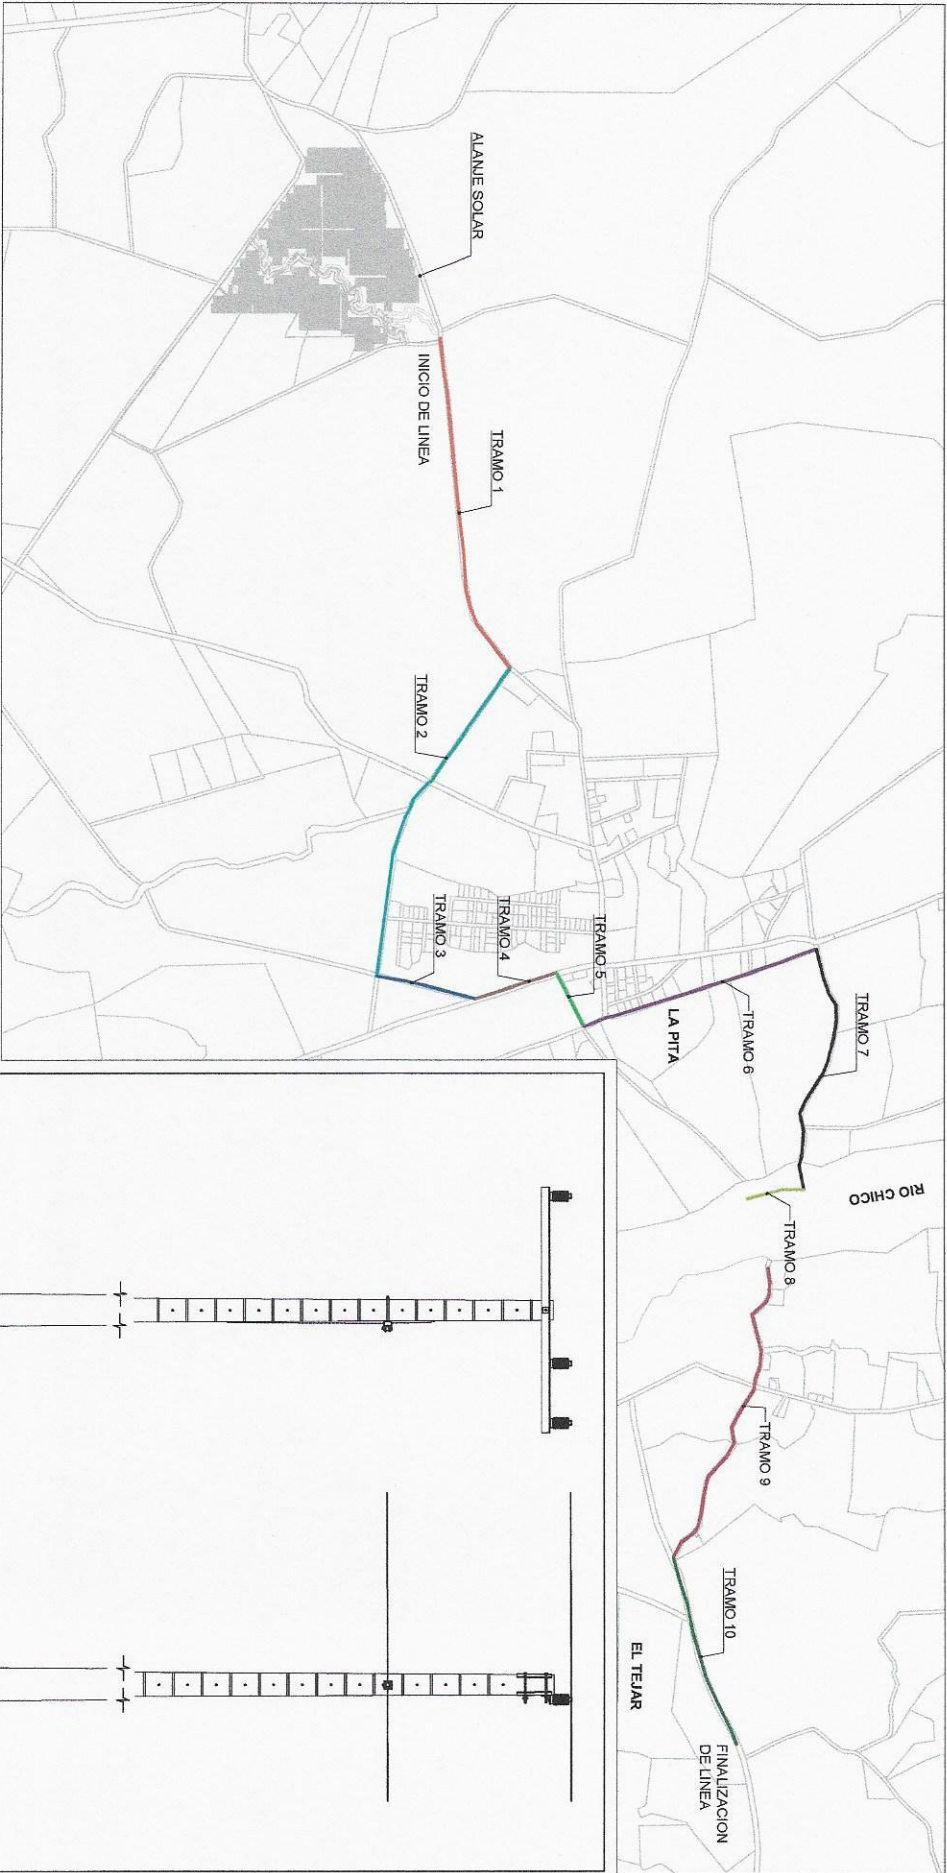 ALANJE SOLAR
INICIO DE LINEA
TRAMO 1
TRAMO 2
TRAMO 3
TRAMO 4
TRAMO 5
LA PITA
TRAMO 6
TRAMO 7
RIO CHICO
TRAMO 8
TRAMO 9
TRAMO 10
EL TEJAR
FINALIZACION
DE LINEA